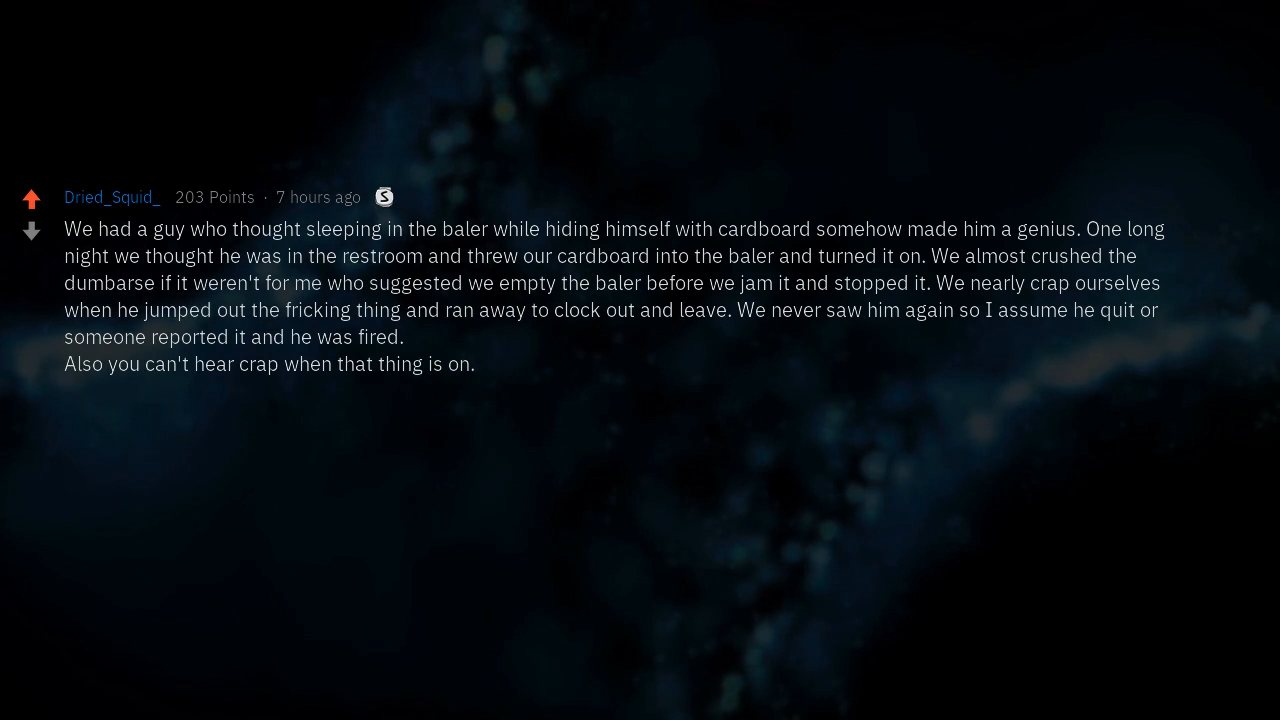 Dried_Squid_ 203 Points · 7 hours ago S
We had a guy who thought sleeping in the baler while hiding himself with cardboard somehow made him a genius. One long
night we thought he was in the restroom and threw our cardboard into the baler and turned it on. We almost crushed the
dumbarse if it weren't for me who suggested we empty the baler before we jam it and stopped it. We nearly crap ourselves
when he jumped out the fricking thing and ran away to clock out and leave. We never saw him again so I assume he quit or
someone reported it and he was fired.
Also you can't hear crap when that thing is on.